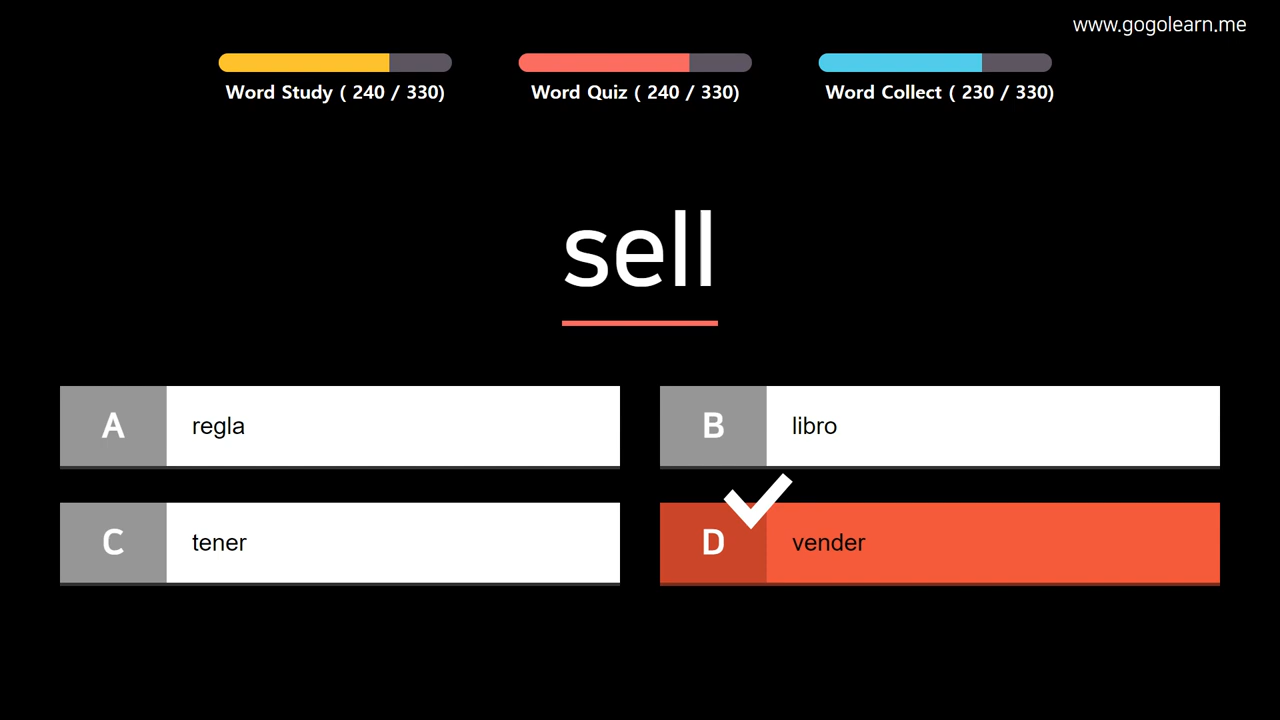 www.gogolearn.me
Word Study ( 240 / 330)
Word Quiz ( 240 / 330)
Word Collect ( 230 / 330)
sell
A regla
B libro
C tener
D vender